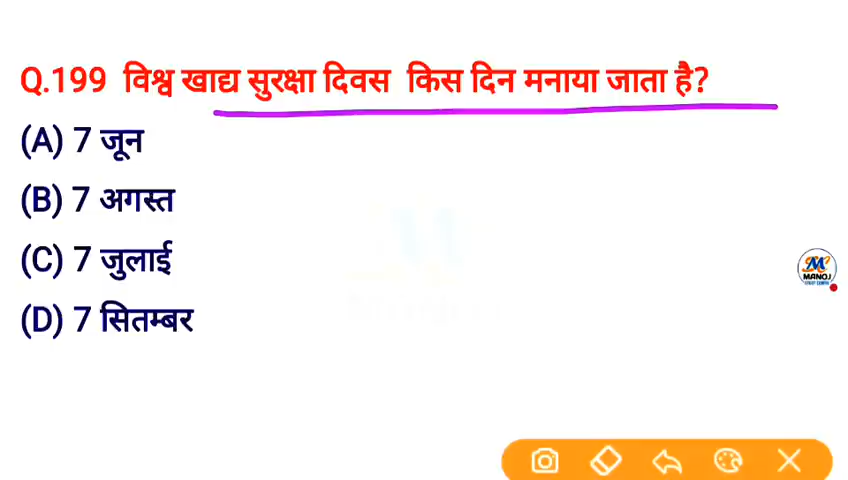 Q.199 विश्व खाद्य सुरक्षा दिवस किस दिन मनाया जाता है?
(A) 7 जून
(B) 7 अगस्त
(C) 7 जुलाई
(D) 7 सितम्बर
MANOJ